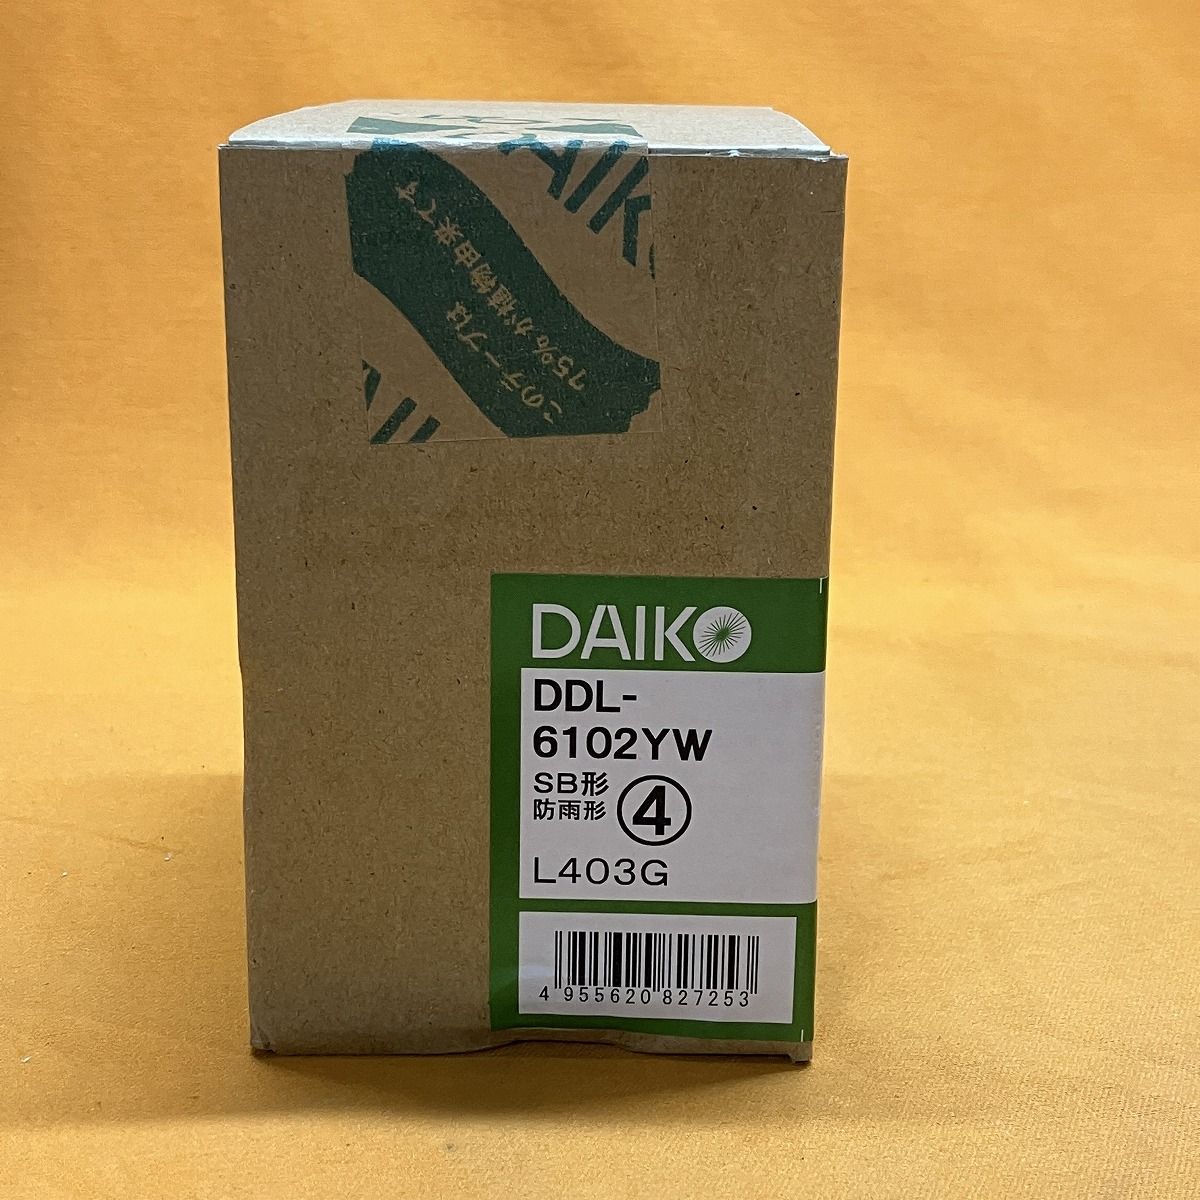 DAIKO
このテープは
75%が植物由来です
DAIKO
DDL-
6102YW
SB形
防雨形 ④
L403G
4 955620 827253